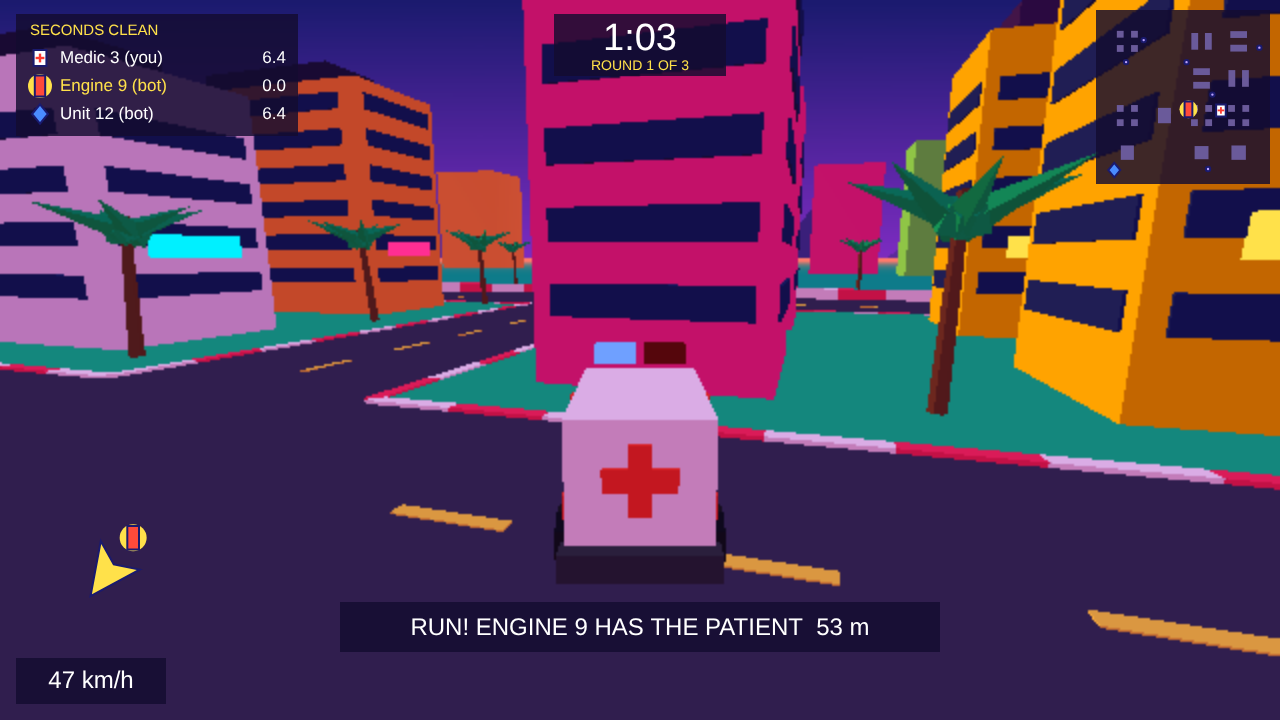 SECONDS CLEAN
Medic 3 (you) 6.4
Engine 9 (bot) 0.0
Unit 12 (bot) 6.4
1:03
ROUND 1 OF 3
RUN! ENGINE 9 HAS THE PATIENT 53 m
47 km/h